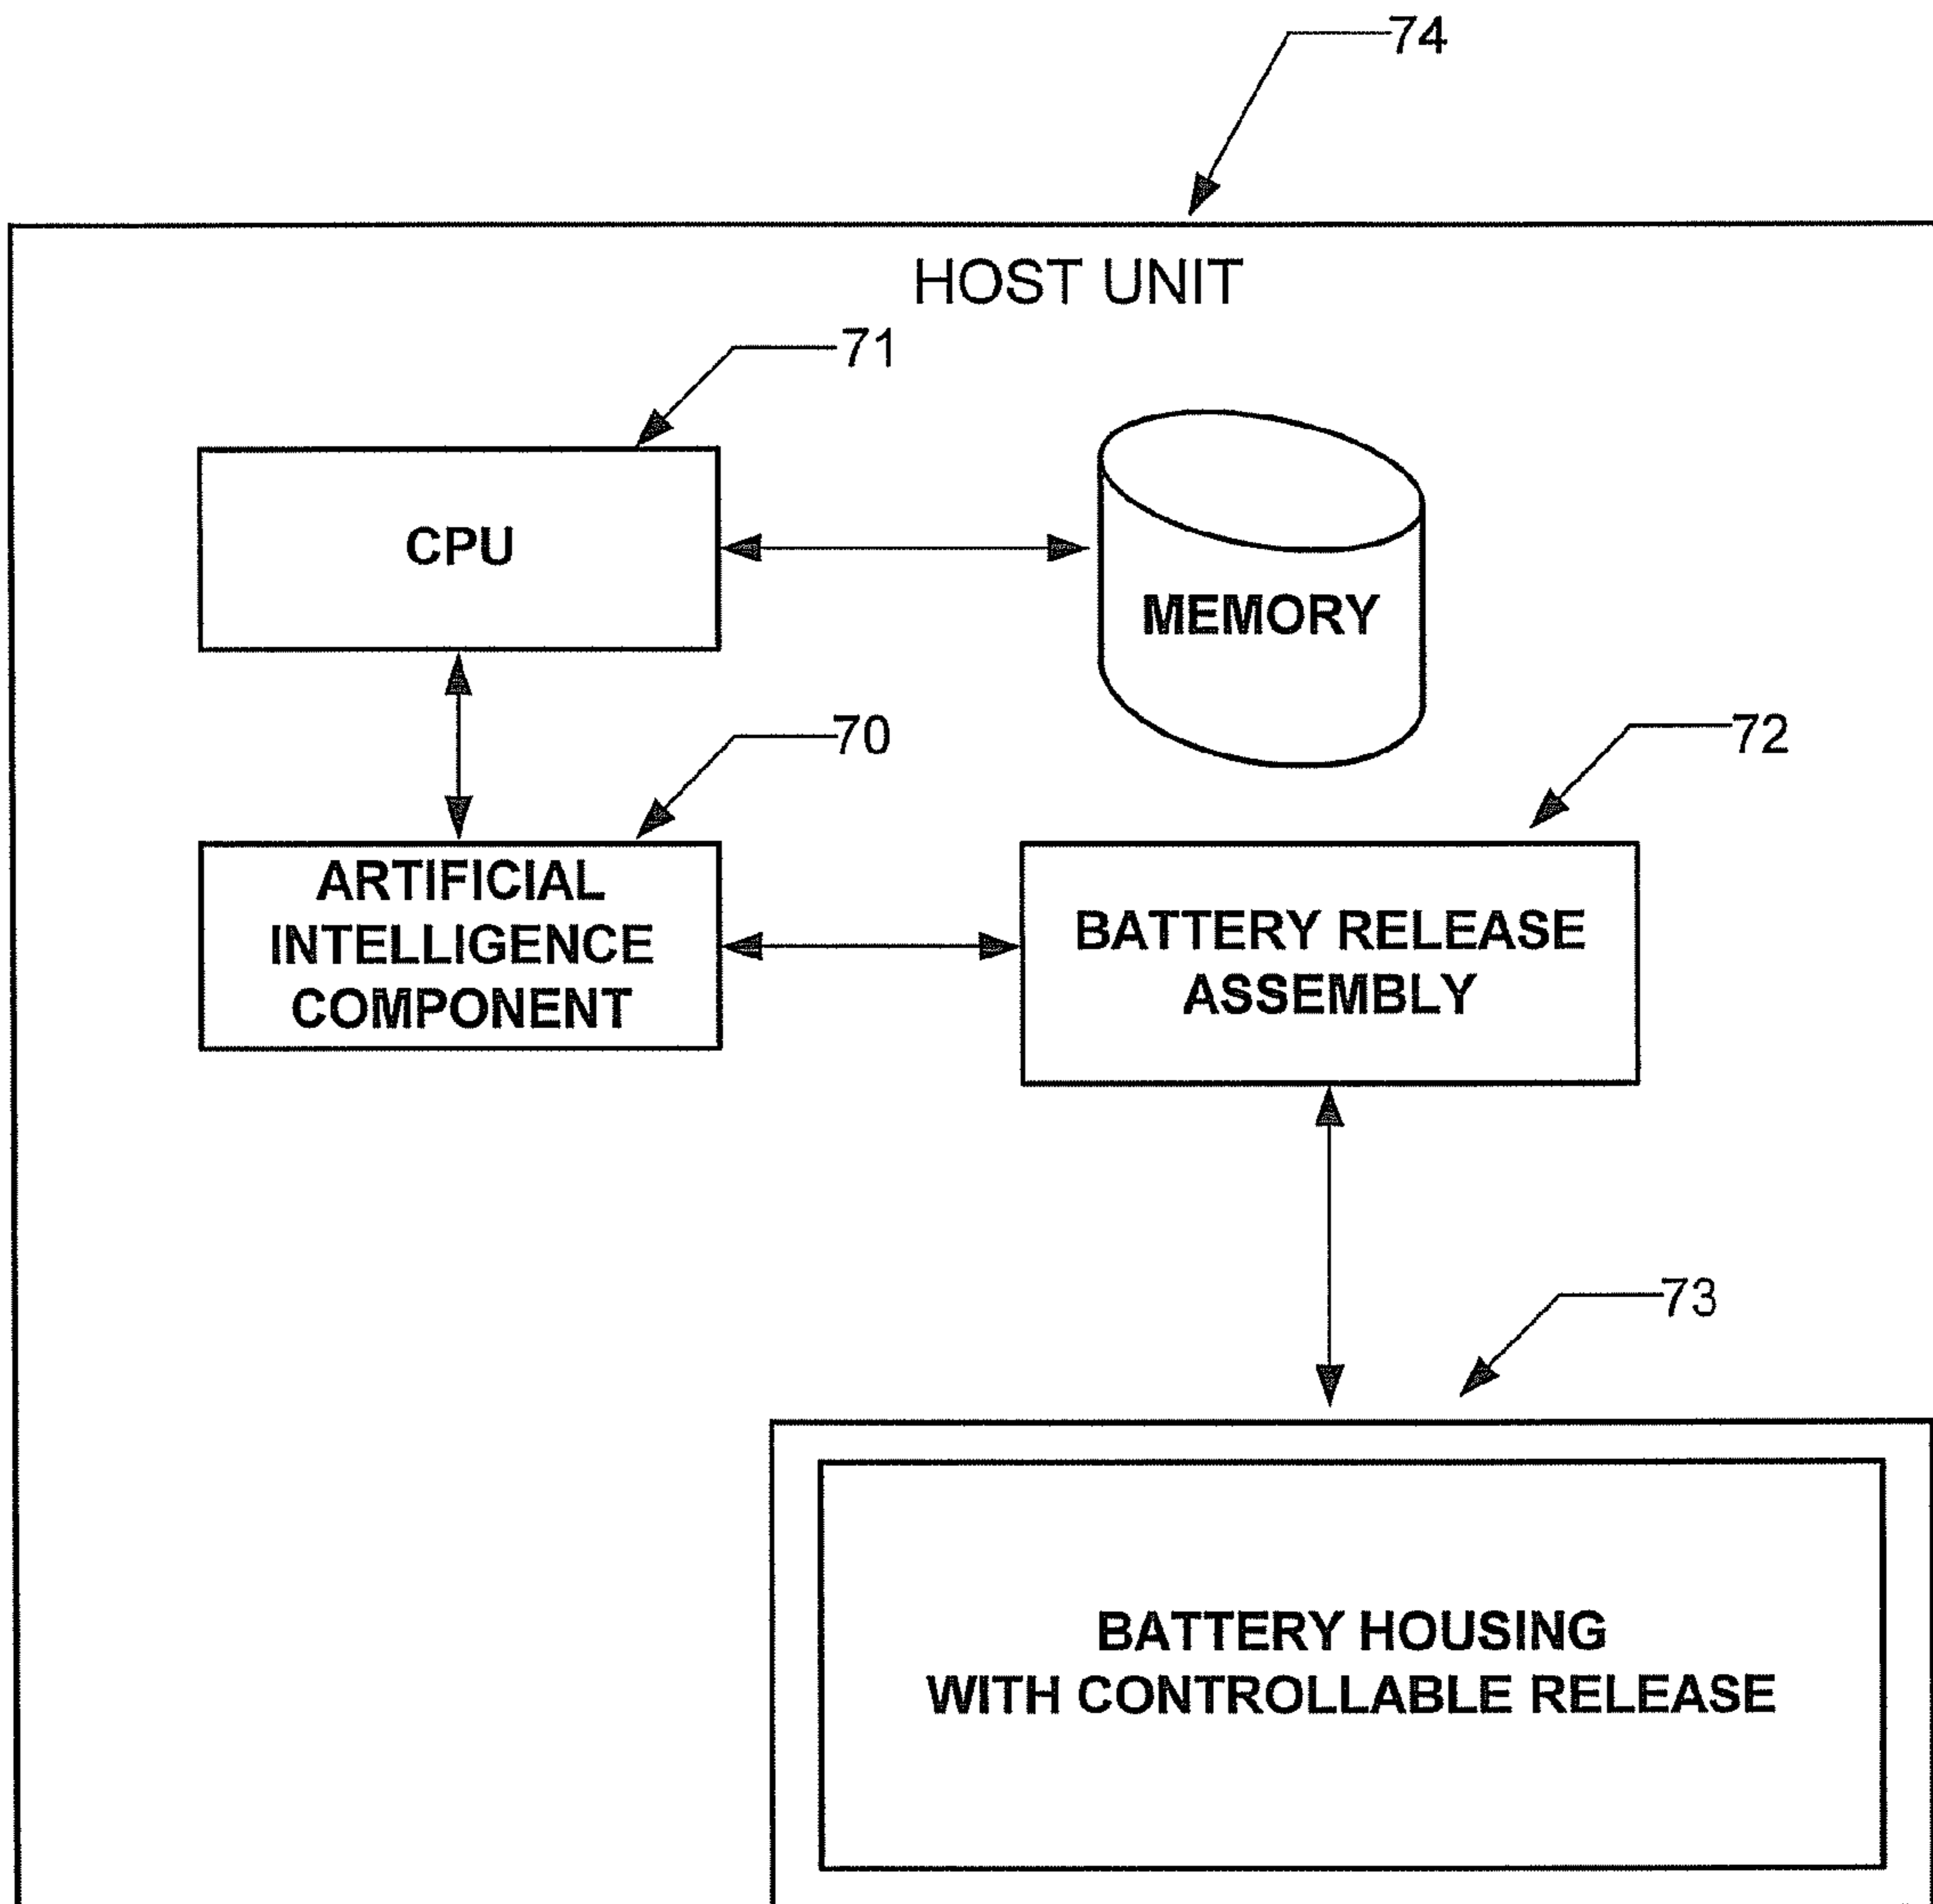 74
HOST UNIT
71
CPU
MEMORY
70
72
ARTIFICIAL
INTELLIGENCE
COMPONENT
BATTERY RELEASE
ASSEMBLY
73
BATTERY HOUSING
WITH CONTROLLABLE RELEASE